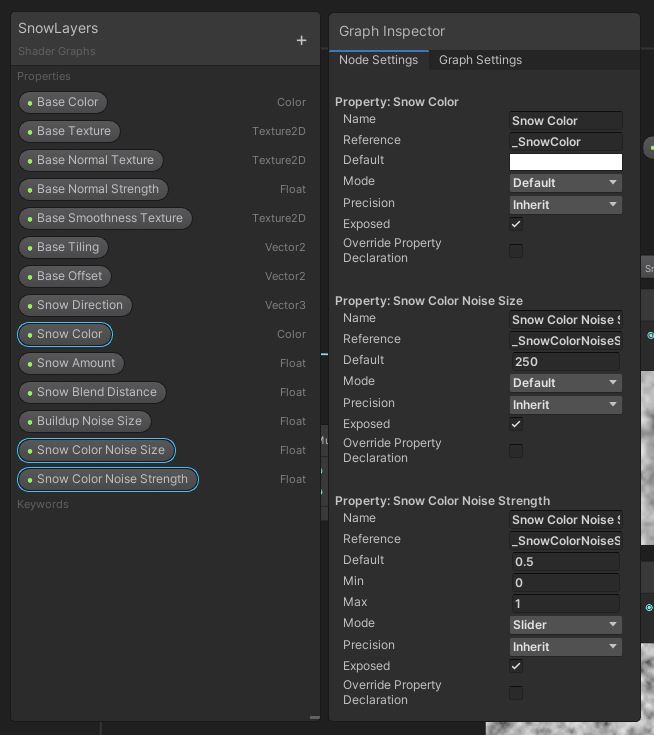 SnowLayers
Shader Graphs
+
Properties
Base Color Color
Base Texture Texture2D
Base Normal Texture Texture2D
Base Normal Strength Float
Base Smoothness Texture Texture2D
Base Tiling Vector2
Base Offset Vector2
Snow Direction Vector3
Snow Color Color
Snow Amount Float
Snow Blend Distance Float
Buildup Noise Size Float
Snow Color Noise Size Float
Snow Color Noise Strength Float
Keywords
Graph Inspector
Node Settings Graph Settings
Property: Snow Color
Name Snow Color
Reference _SnowColor
Default
Mode Default
Precision Inherit
Exposed
Override Property
Declaration
Property: Snow Color Noise Size
Name Snow Color Noise S
Reference _SnowColorNoiseS
Default 250
Mode Default
Precision Inherit
Exposed
Override Property
Declaration
Property: Snow Color Noise Strength
Name Snow Color Noise S
Reference _SnowColorNoiseS
Default 0.5
Min 0
Max 1
Mode Slider
Precision Inherit
Exposed
Override Property
Declaration